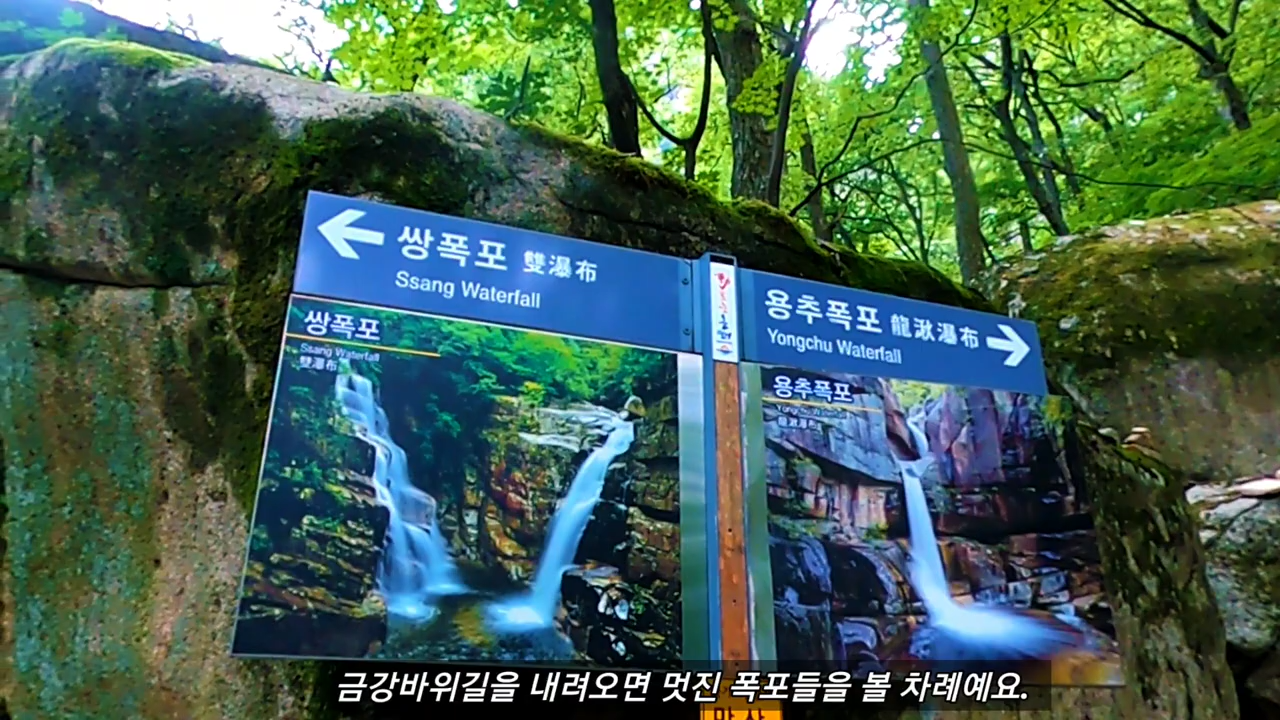 쌍폭포 雙瀑布
Ssang Waterfall
용추폭포 龍湫瀑布
Yongchu Waterfall
쌍폭포
Ssang Waterfall
雙瀑布
용추폭포
Yongchu Waterfall
龍湫瀑布
금강바위길을 내려오면 멋진 폭포들을 볼 차례예요.